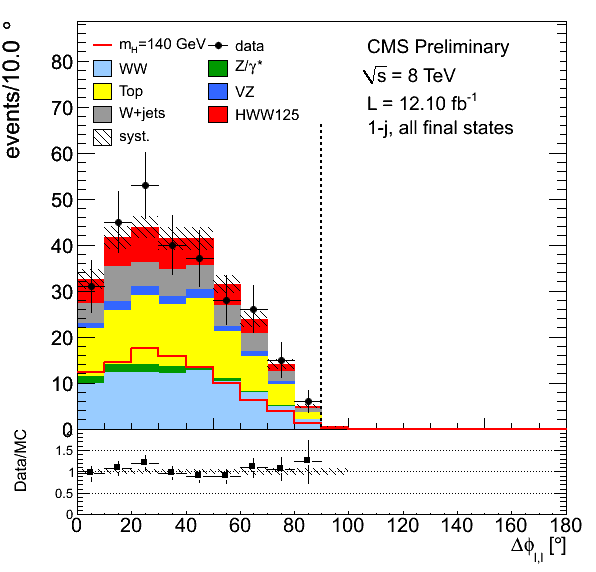 events/10.0 °
m_H=140 GeV
data
WW
Z/γ*
Top
VZ
W+jets
HWW125
syst.
CMS Preliminary
√s = 8 TeV
L = 12.10 fb⁻¹
1-j, all final states
80
70
60
50
40
30
20
10
0
Data/MC
1.5
1
0.5
0
0 20 40 60 80 100 120 140 160 180
Δϕ_l,l [°]